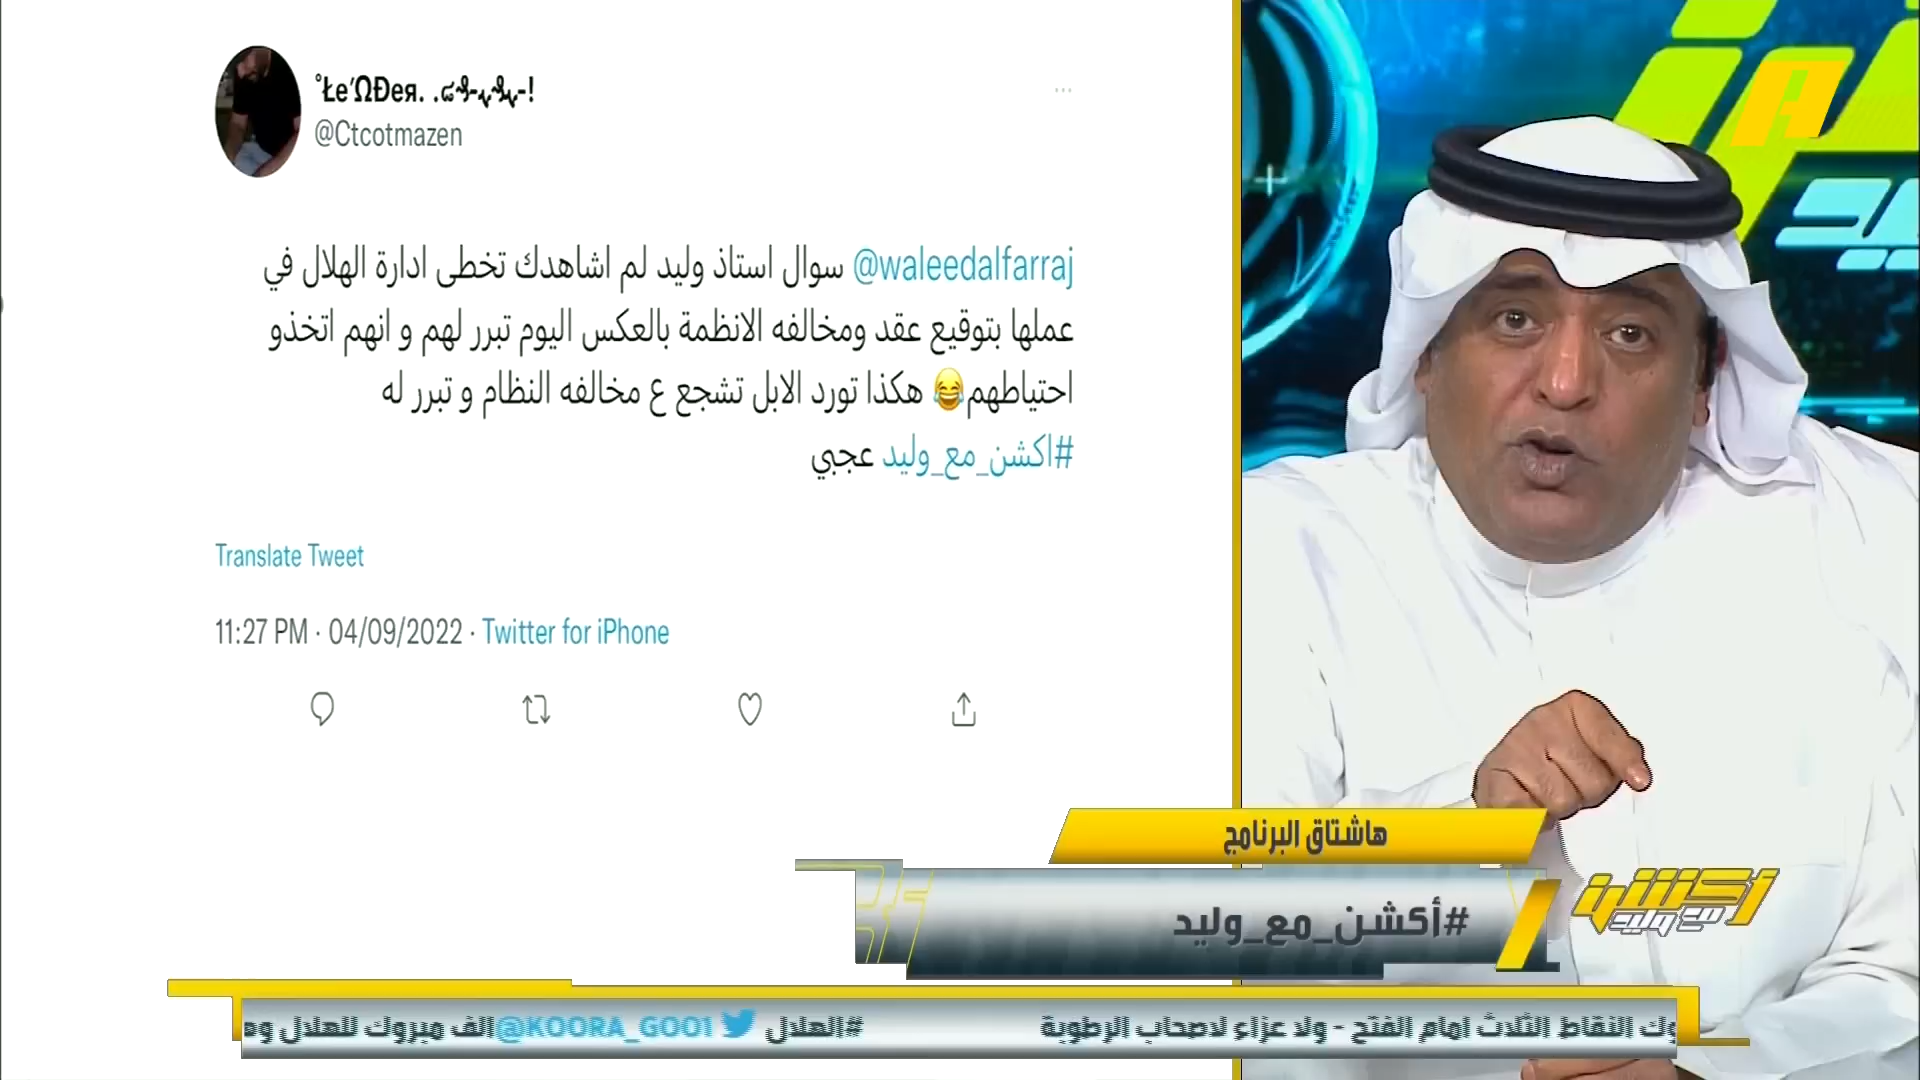 @Ctcotmazen
@waleedalfarraj سوال استاذ وليد لم اشاهدك تخطى ادارة الهلال في
عملها بتوقيع عقد ومخالفه الانظمة بالعكس اليوم تبرر لهم و انهم اتخذو
احتياطهم😂 هكذا تورد الابل تشجع ع مخالفه النظام و تبرر له
#اكشن_مع_وليد عجبي
Translate Tweet
11:27 PM · 04/09/2022 · Twitter for iPhone
هاشتاق البرنامج
#أكشن_مع_وليد
أكشن
مع وليد
وك النقاط الثلاث امام الفتح - ولا عزاء لاصحاب الرطوبة #الهلال @KOORA_GOO1 الف مبروك للهلال